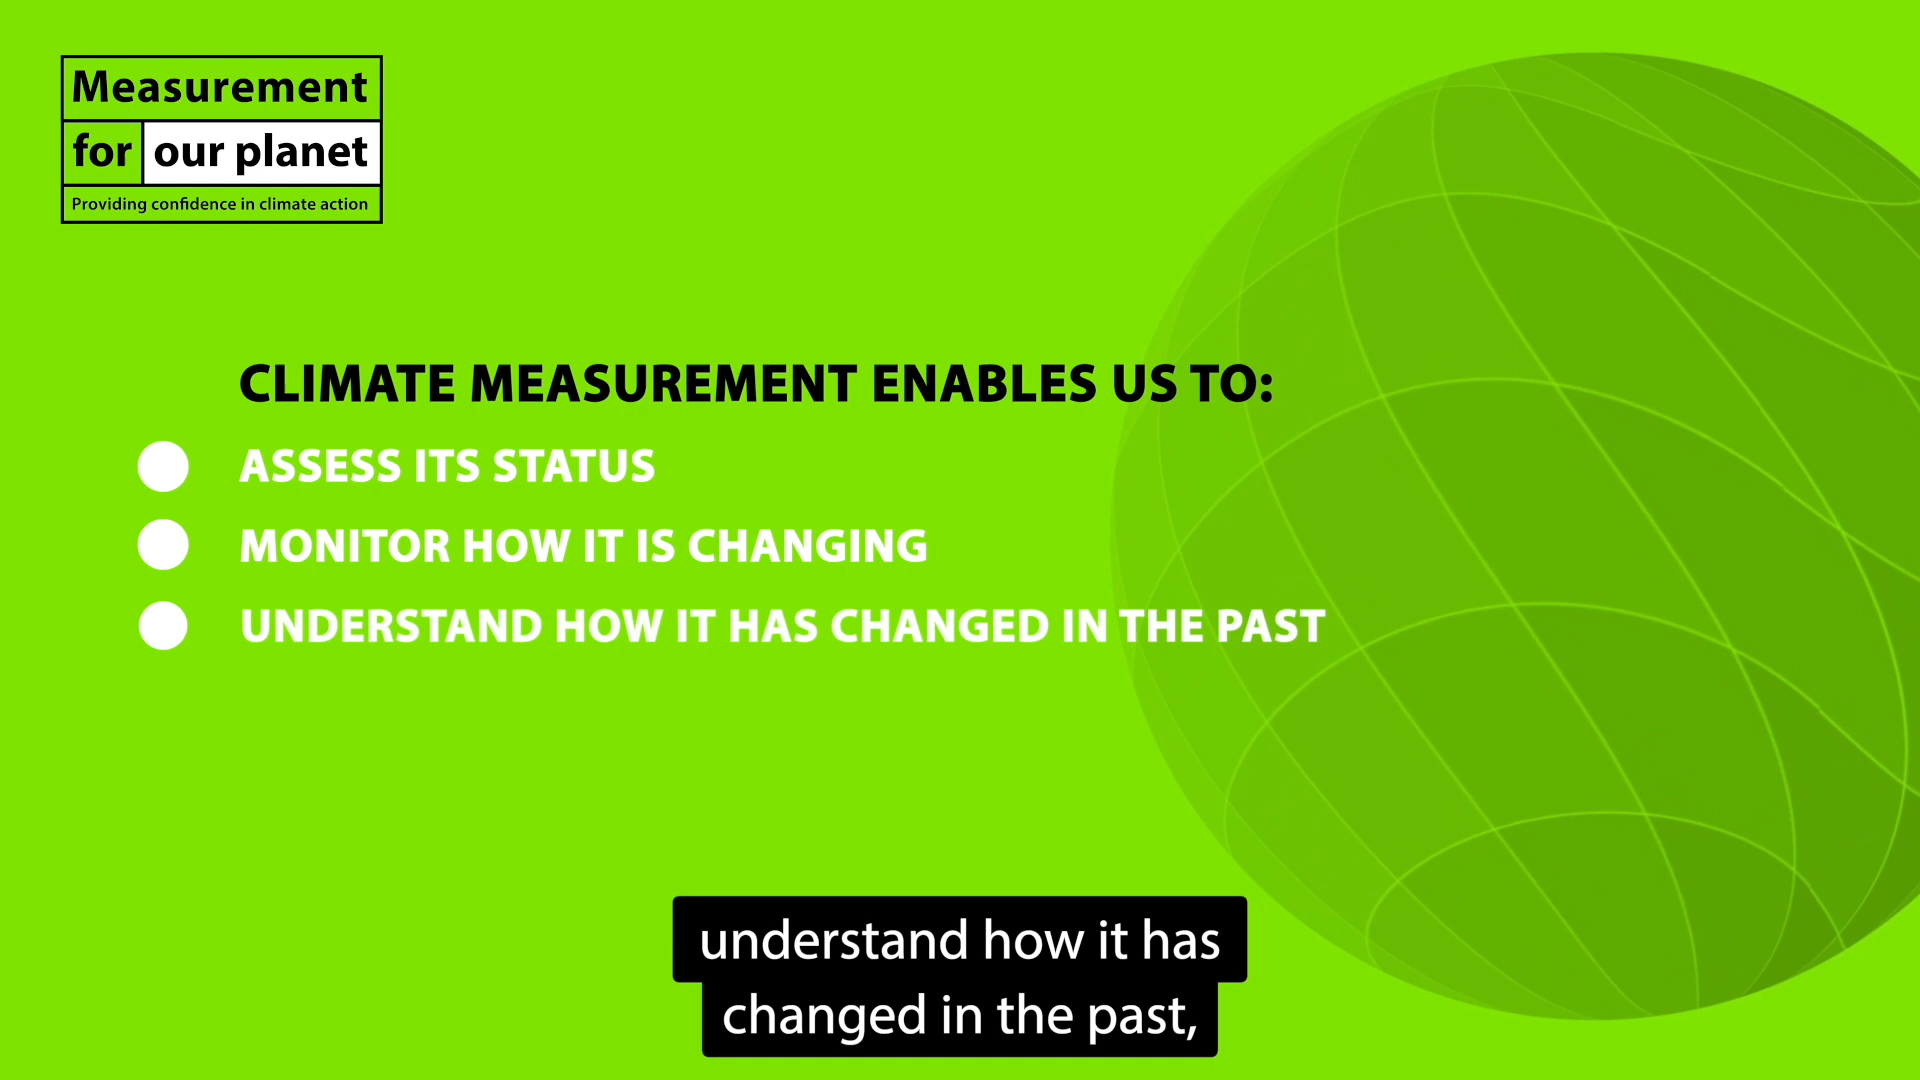 Measurement
for our planet
Providing confidence in climate action
CLIMATE MEASUREMENT ENABLES US TO:
ASSESS ITS STATUS
MONITOR HOW IT IS CHANGING
UNDERSTAND HOW IT HAS CHANGED IN THE PAST
understand how it has
changed in the past,